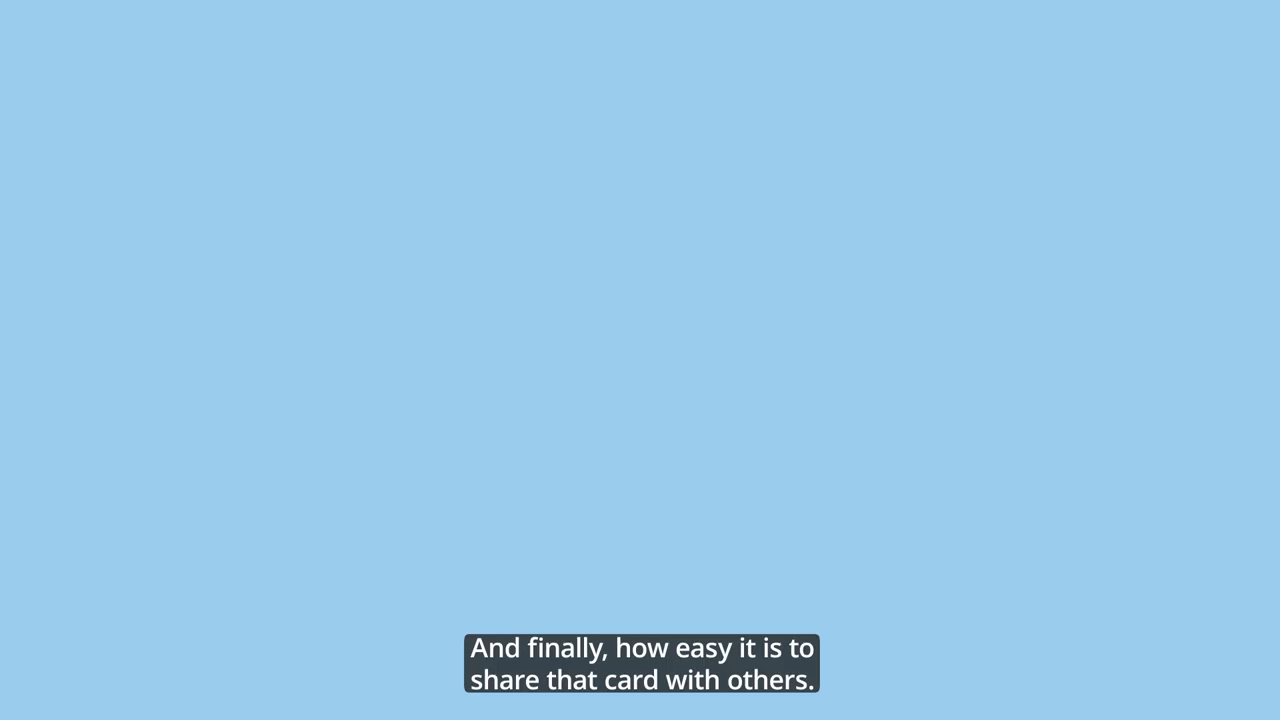 And finally, how easy it is to
share that card with others.